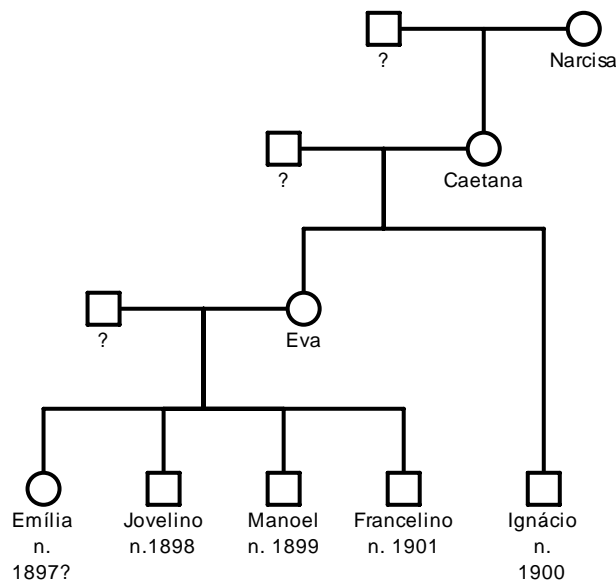 ?
Narcisa
?
Caetana
?
Eva
Emília
n.
1897?
Jovelino
n.1898
Manoel
n. 1899
Francelino
n. 1901
Ignácio
n.
1900